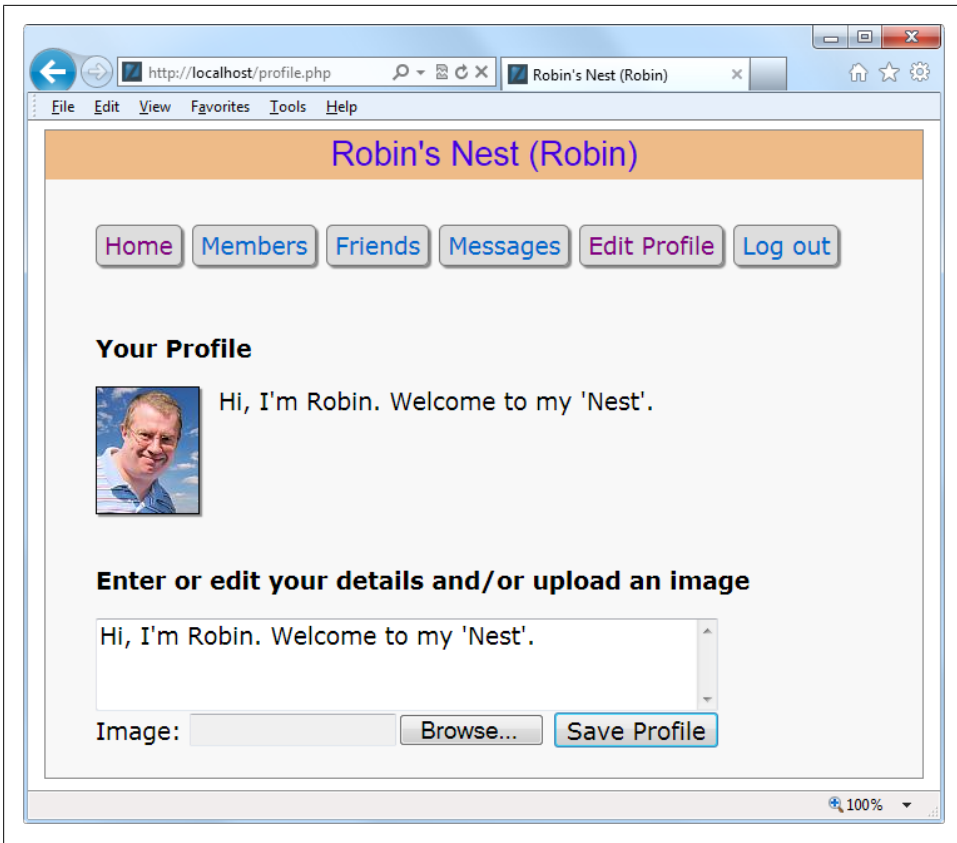 http://localhost/profile.php
Robin's Nest (Robin)
File Edit View Favorites Tools Help
Robin's Nest (Robin)
Home Members Friends Messages Edit Profile Log out
Your Profile
Hi, I'm Robin. Welcome to my 'Nest'.
Enter or edit your details and/or upload an image
Hi, I'm Robin. Welcome to my 'Nest'.
Image: Browse... Save Profile
100%